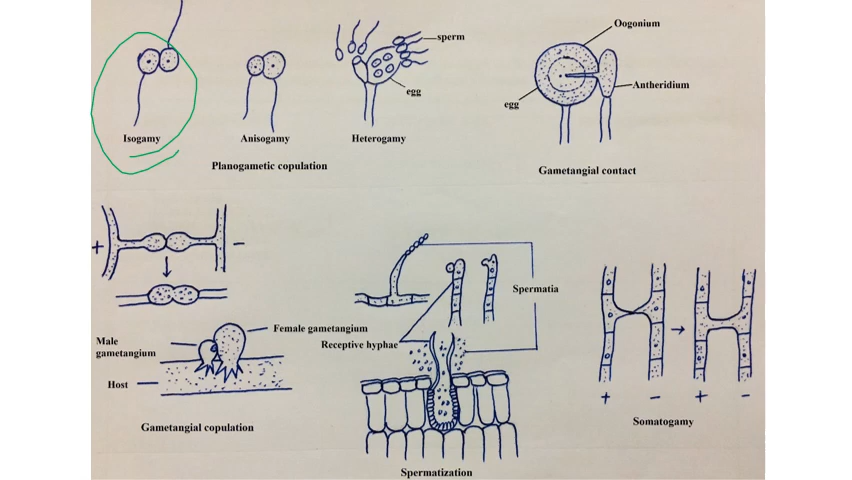 Oogonium
sperm
egg
Antheridium
egg
Isogamy
Anisogamy
Heterogamy
Planogametic copulation
Gametangial contact
+
-
Spermatia
Female gametangium
Male
gametangium
Receptive hyphae
Host
+ - + -
Somatogamy
Gametangial copulation
Spermatization